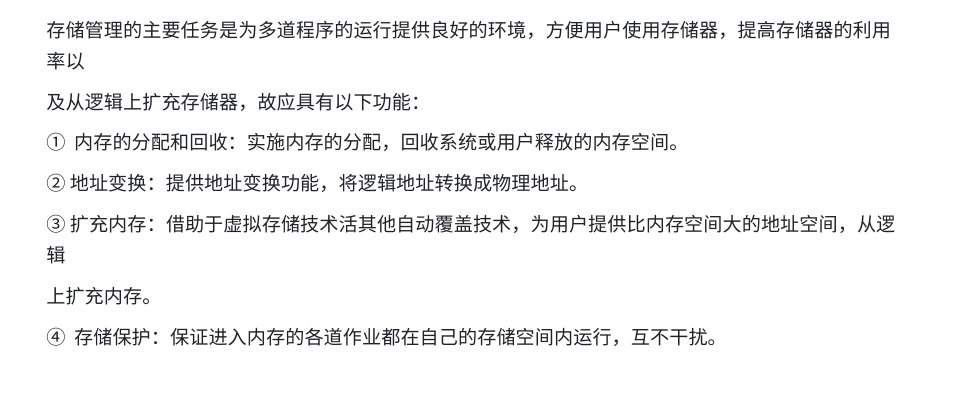 存储管理的主要任务是为多道程序的运行提供良好的环境，方便用户使用存储器，提高存储器的利用
率以
及从逻辑上扩充存储器，故应具有以下功能：
① 内存的分配和回收：实施内存的分配，回收系统或用户释放的内存空间。
② 地址变换：提供地址变换功能，将逻辑地址转换成物理地址。
③ 扩充内存：借助于虚拟存储技术活其他自动覆盖技术，为用户提供比内存空间大的地址空间，从逻
辑
上扩充内存。
④ 存储保护：保证进入内存的各道作业都在自己的存储空间内运行，互不干扰。